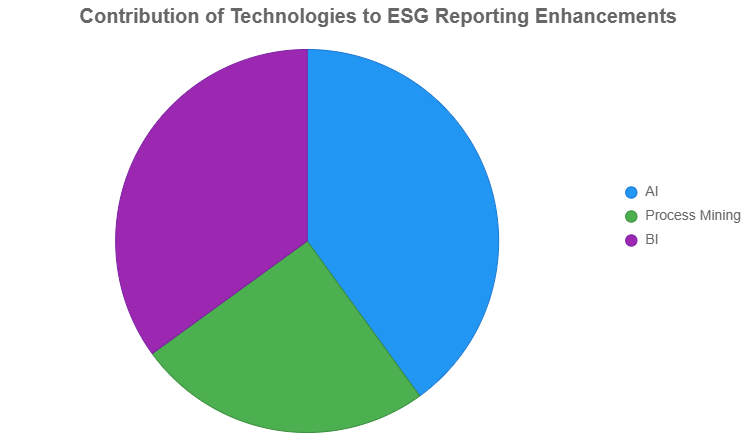 Contribution of Technologies to ESG Reporting Enhancements
AI
Process Mining
BI